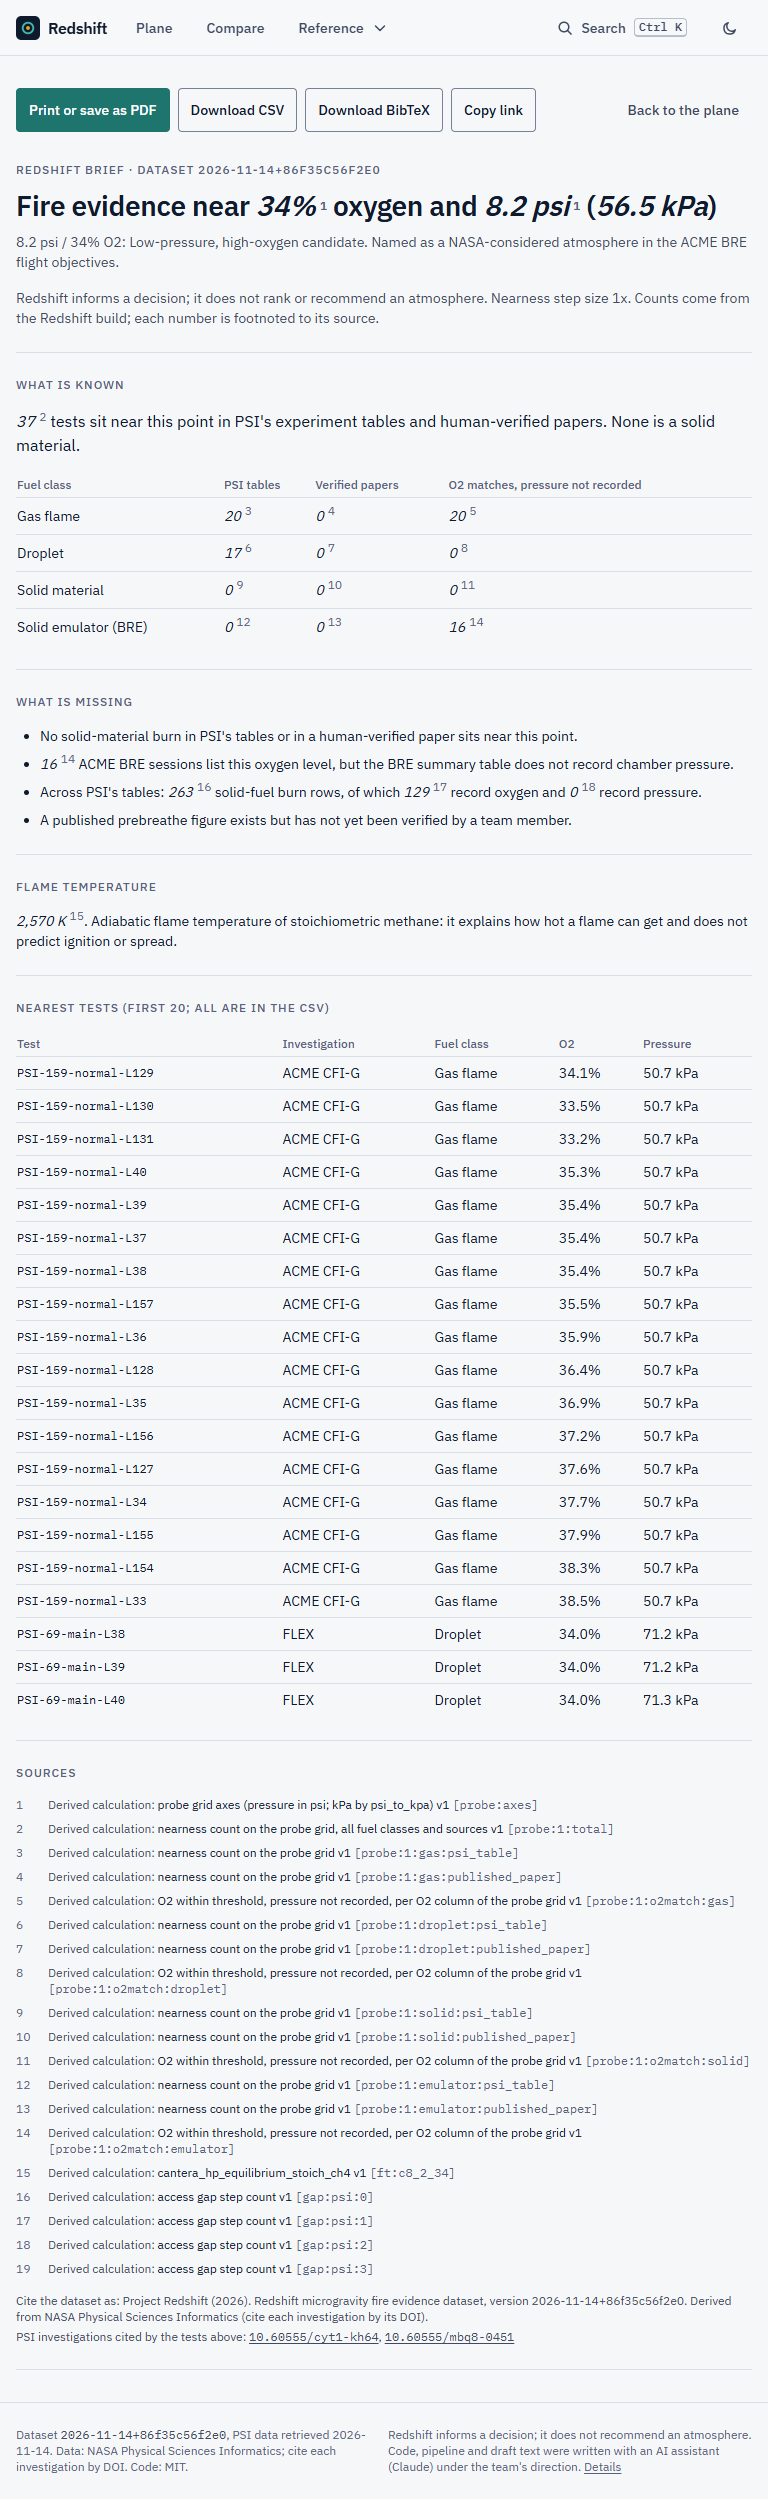 Redshift Plane Compare Reference Search Ctrl K
Print or save as PDF Download CSV Download BibTeX Copy link Back to the plane
REDSHIFT BRIEF · DATASET 2026-11-14+86F35C56F2E0
Fire evidence near 34% 1 oxygen and 8.2 psi 1 (56.5 kPa)
8.2 psi / 34% O2: Low-pressure, high-oxygen candidate. Named as a NASA-considered atmosphere in the ACME BRE
flight objectives.
Redshift informs a decision; it does not rank or recommend an atmosphere. Nearness step size 1x. Counts come from
the Redshift build; each number is footnoted to its source.
WHAT IS KNOWN
37 2 tests sit near this point in PSI's experiment tables and human-verified papers. None is a solid
material.
Fuel class PSI tables Verified papers O2 matches, pressure not recorded
Gas flame 20 3 0 4 20 5
Droplet 17 6 0 7 0 8
Solid material 0 9 0 10 0 11
Solid emulator (BRE) 0 12 0 13 16 14
WHAT IS MISSING
• No solid-material burn in PSI's tables or in a human-verified paper sits near this point.
• 16 14 ACME BRE sessions list this oxygen level, but the BRE summary table does not record chamber pressure.
• Across PSI's tables: 263 16 solid-fuel burn rows, of which 129 17 record oxygen and 0 18 record pressure.
• A published prebreathe figure exists but has not yet been verified by a team member.
FLAME TEMPERATURE
2,570 K 15. Adiabatic flame temperature of stoichiometric methane: it explains how hot a flame can get and does not
predict ignition or spread.
NEAREST TESTS (FIRST 20; ALL ARE IN THE CSV)
Test Investigation Fuel class O2 Pressure
PSI-159-normal-L129 ACME CFI-G Gas flame 34.1% 50.7 kPa
PSI-159-normal-L130 ACME CFI-G Gas flame 33.5% 50.7 kPa
PSI-159-normal-L131 ACME CFI-G Gas flame 33.2% 50.7 kPa
PSI-159-normal-L40 ACME CFI-G Gas flame 35.3% 50.7 kPa
PSI-159-normal-L39 ACME CFI-G Gas flame 35.4% 50.7 kPa
PSI-159-normal-L37 ACME CFI-G Gas flame 35.4% 50.7 kPa
PSI-159-normal-L38 ACME CFI-G Gas flame 35.4% 50.7 kPa
PSI-159-normal-L157 ACME CFI-G Gas flame 35.5% 50.7 kPa
PSI-159-normal-L36 ACME CFI-G Gas flame 35.9% 50.7 kPa
PSI-159-normal-L128 ACME CFI-G Gas flame 36.4% 50.7 kPa
PSI-159-normal-L35 ACME CFI-G Gas flame 36.9% 50.7 kPa
PSI-159-normal-L156 ACME CFI-G Gas flame 37.2% 50.7 kPa
PSI-159-normal-L127 ACME CFI-G Gas flame 37.6% 50.7 kPa
PSI-159-normal-L34 ACME CFI-G Gas flame 37.7% 50.7 kPa
PSI-159-normal-L155 ACME CFI-G Gas flame 37.9% 50.7 kPa
PSI-159-normal-L154 ACME CFI-G Gas flame 38.3% 50.7 kPa
PSI-159-normal-L33 ACME CFI-G Gas flame 38.5% 50.7 kPa
PSI-69-main-L38 FLEX Droplet 34.0% 71.2 kPa
PSI-69-main-L39 FLEX Droplet 34.0% 71.2 kPa
PSI-69-main-L40 FLEX Droplet 34.0% 71.3 kPa
SOURCES
1 Derived calculation: probe grid axes (pressure in psi; kPa by psi_to_kpa) v1 [probe:axes]
2 Derived calculation: nearness count on the probe grid, all fuel classes and sources v1 [probe:1:total]
3 Derived calculation: nearness count on the probe grid v1 [probe:1:gas:psi_table]
4 Derived calculation: nearness count on the probe grid v1 [probe:1:gas:published_paper]
5 Derived calculation: O2 within threshold, pressure not recorded, per O2 column of the probe grid v1 [probe:1:o2match:gas]
6 Derived calculation: nearness count on the probe grid v1 [probe:1:droplet:psi_table]
7 Derived calculation: nearness count on the probe grid v1 [probe:1:droplet:published_paper]
8 Derived calculation: O2 within threshold, pressure not recorded, per O2 column of the probe grid v1
[probe:1:o2match:droplet]
9 Derived calculation: nearness count on the probe grid v1 [probe:1:solid:psi_table]
10 Derived calculation: nearness count on the probe grid v1 [probe:1:solid:published_paper]
11 Derived calculation: O2 within threshold, pressure not recorded, per O2 column of the probe grid v1 [probe:1:o2match:solid]
12 Derived calculation: nearness count on the probe grid v1 [probe:1:emulator:psi_table]
13 Derived calculation: nearness count on the probe grid v1 [probe:1:emulator:published_paper]
14 Derived calculation: O2 within threshold, pressure not recorded, per O2 column of the probe grid v1
[probe:1:o2match:emulator]
15 Derived calculation: cantera_hp_equilibrium_stoich_ch4 v1 [ft:c8_2_34]
16 Derived calculation: access gap step count v1 [gap:psi:0]
17 Derived calculation: access gap step count v1 [gap:psi:1]
18 Derived calculation: access gap step count v1 [gap:psi:2]
19 Derived calculation: access gap step count v1 [gap:psi:3]
Cite the dataset as: Project Redshift (2026). Redshift microgravity fire evidence dataset, version 2026-11-14+86f35c56f2e0. Derived
from NASA Physical Sciences Informatics (cite each investigation by its DOI).
PSI investigations cited by the tests above: 10.60555/cyt1-kh64, 10.60555/mbq8-0451
Dataset 2026-11-14+86f35c56f2e0, PSI data retrieved 2026-
11-14. Data: NASA Physical Sciences Informatics; cite each
investigation by DOI. Code: MIT.
Redshift informs a decision; it does not recommend an atmosphere.
Code, pipeline and draft text were written with an AI assistant
(Claude) under the team's direction. Details